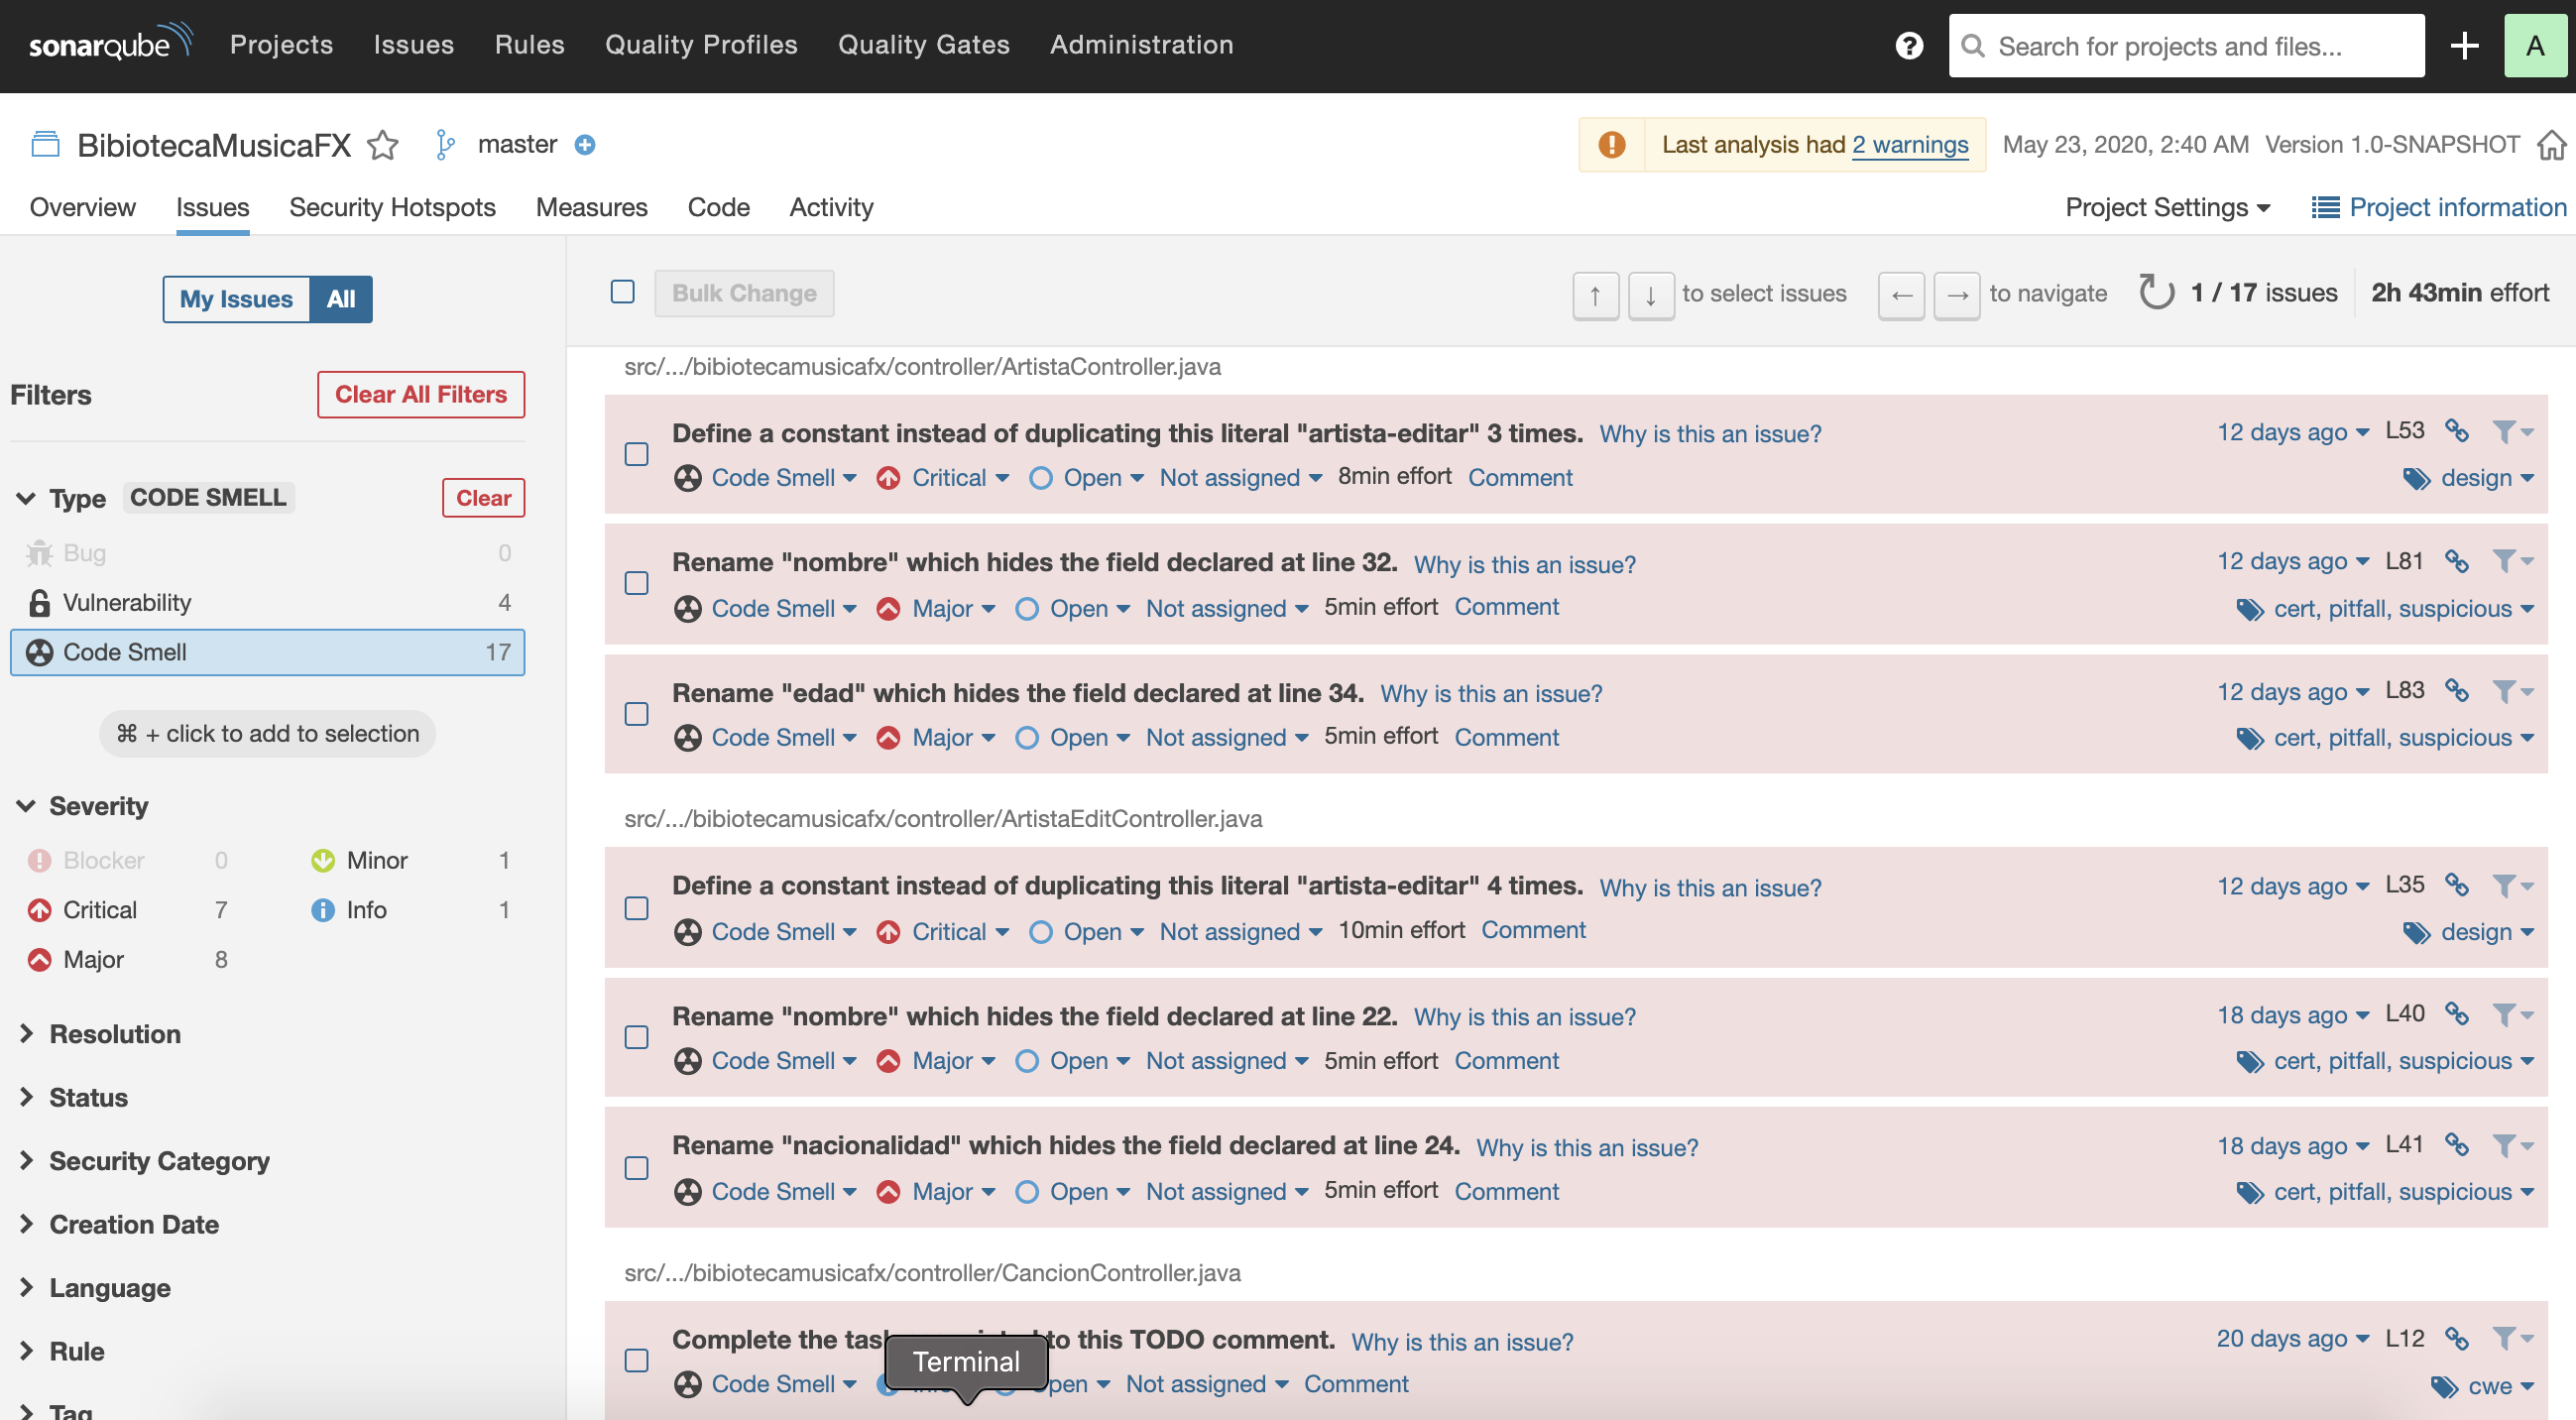 sonarqube Projects Issues Rules Quality Profiles Quality Gates Administration ? Search for projects and files... A
BibiotecaMusicaFX master Last analysis had 2 warnings May 23, 2020, 2:40 AM Version 1.0-SNAPSHOT
Overview Issues Security Hotspots Measures Code Activity Project Settings Project information
My Issues All
Bulk Change ↑ ↓ to select issues ← → to navigate 1 / 17 issues 2h 43min effort
Filters Clear All Filters
Type CODE SMELL Clear
Bug 0
Vulnerability 4
Code Smell 17
⌘ + click to add to selection
Severity
Blocker 0 Minor 1
Critical 7 Info 1
Major 8
Resolution
Status
Security Category
Creation Date
Language
Rule
Tag
src/.../bibiotecamusicafx/controller/ArtistaController.java
Define a constant instead of duplicating this literal "artista-editar" 3 times. Why is this an issue? 12 days ago L53
Code Smell Critical Open Not assigned 8min effort Comment design
Rename "nombre" which hides the field declared at line 32. Why is this an issue? 12 days ago L81
Code Smell Major Open Not assigned 5min effort Comment cert, pitfall, suspicious
Rename "edad" which hides the field declared at line 34. Why is this an issue? 12 days ago L83
Code Smell Major Open Not assigned 5min effort Comment cert, pitfall, suspicious
src/.../bibiotecamusicafx/controller/ArtistaEditController.java
Define a constant instead of duplicating this literal "artista-editar" 4 times. Why is this an issue? 12 days ago L35
Code Smell Critical Open Not assigned 10min effort Comment design
Rename "nombre" which hides the field declared at line 22. Why is this an issue? 18 days ago L40
Code Smell Major Open Not assigned 5min effort Comment cert, pitfall, suspicious
Rename "nacionalidad" which hides the field declared at line 24. Why is this an issue? 18 days ago L41
Code Smell Major Open Not assigned 5min effort Comment cert, pitfall, suspicious
src/.../bibiotecamusicafx/controller/CancionController.java
Complete the to this TODO comment. Why is this an issue? 20 days ago L12
Terminal
Code Smell Open Not assigned Comment cwe